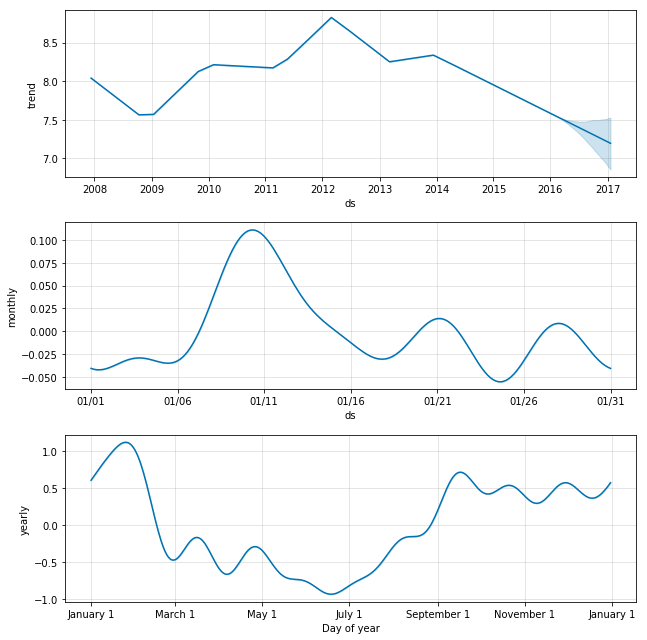 8.5
8.0
7.5
7.0
trend
2008 2009 2010 2011 2012 2013 2014 2015 2016 2017
ds
0.100
0.075
0.050
0.025
0.000
−0.025
−0.050
monthly
01/01 01/06 01/11 01/16 01/21 01/26 01/31
ds
1.0
0.5
0.0
−0.5
−1.0
yearly
January 1 March 1 May 1 July 1 September 1 November 1 January 1
Day of year